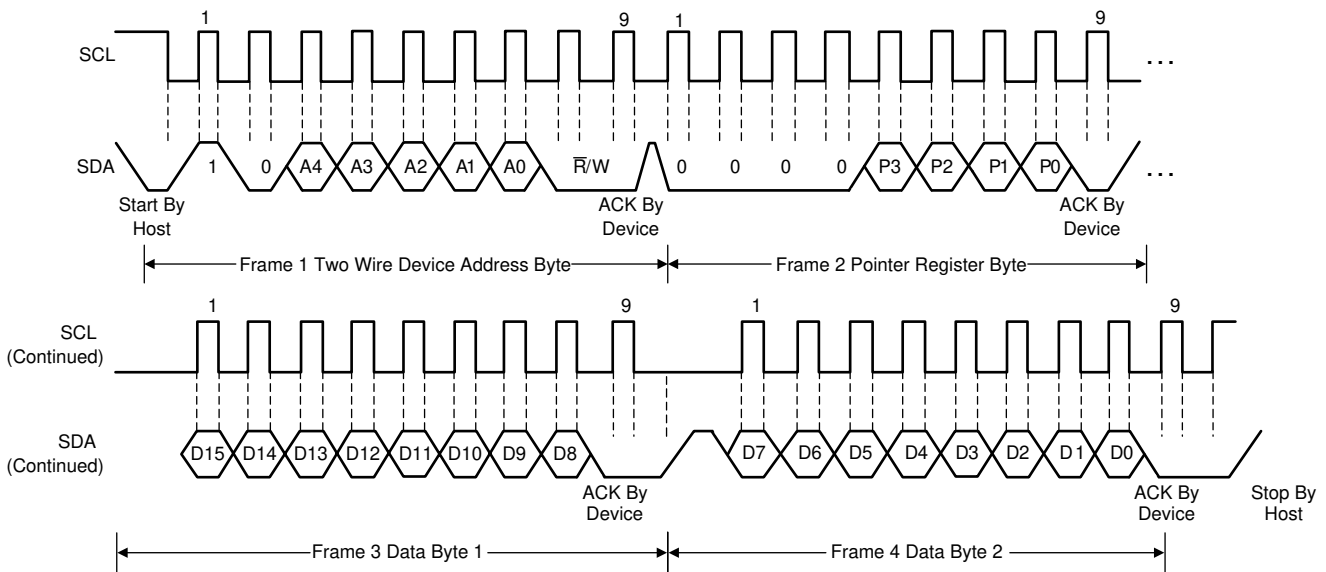 1 9 1 9
SCL ...
SDA 1 0 A4 A3 A2 A1 A0 R̅/W 0 0 0 0 P3 P2 P1 P0 ...
Start By Host
ACK By Device
ACK By Device
Frame 1 Two Wire Device Address Byte
Frame 2 Pointer Register Byte
1 9 1 9
SCL (Continued)
SDA (Continued) D15 D14 D13 D12 D11 D10 D9 D8 D7 D6 D5 D4 D3 D2 D1 D0
ACK By Device
ACK By Device
Stop By Host
Frame 3 Data Byte 1
Frame 4 Data Byte 2